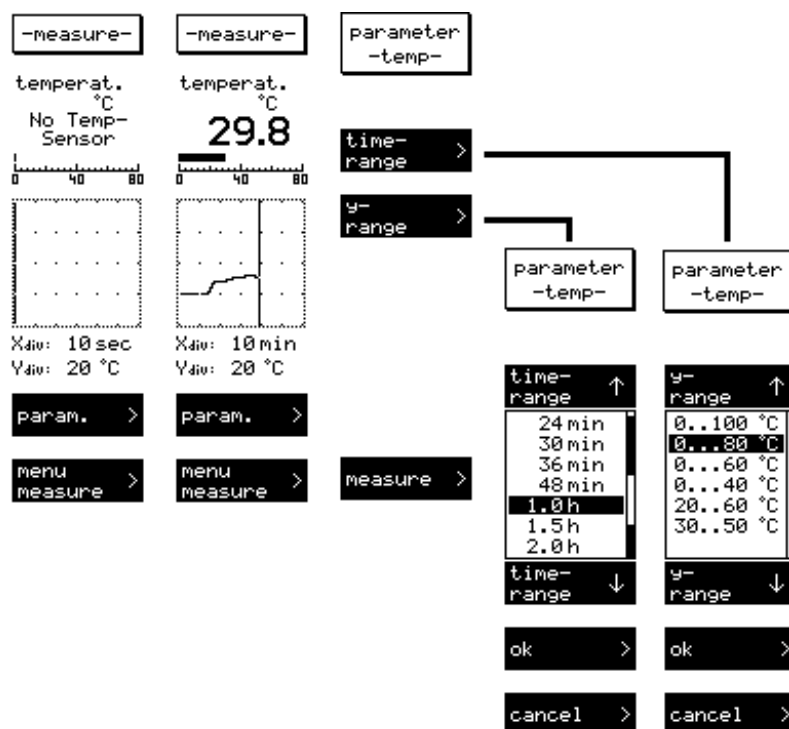 -measure-
temperat.
°C
No Temp-
Sensor
0 40 80
Xdiv: 10 sec
Ydiv: 20 °C
param. >
menu
measure >
-measure-
temperat.
°C
29.8
0 40 80
Xdiv: 10 min
Ydiv: 20 °C
param. >
menu
measure >
parameter
-temp-
time-
range >
y-
range >
measure >
parameter
-temp-
time-
range ↑
24 min
30 min
36 min
48 min
1.0 h
1.5 h
2.0 h
time-
range ↓
ok >
cancel >
parameter
-temp-
y-
range ↑
0..100 °C
0...80 °C
0...60 °C
0...40 °C
20..60 °C
30..50 °C
y-
range ↓
ok >
cancel >